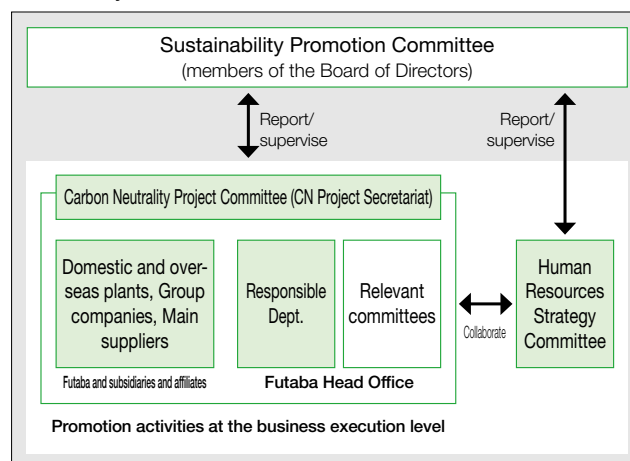 Sustainability Promotion Committee
(members of the Board of Directors)
Report/
supervise
Report/
supervise
Carbon Neutrality Project Committee (CN Project Secretariat)
Domestic and over-
seas plants, Group
companies, Main
suppliers
Responsible
Dept.
Relevant
committees
Collaborate
Human
Resources
Strategy
Committee
Futaba and subsidiaries and affiliates
Futaba Head Office
Promotion activities at the business execution level